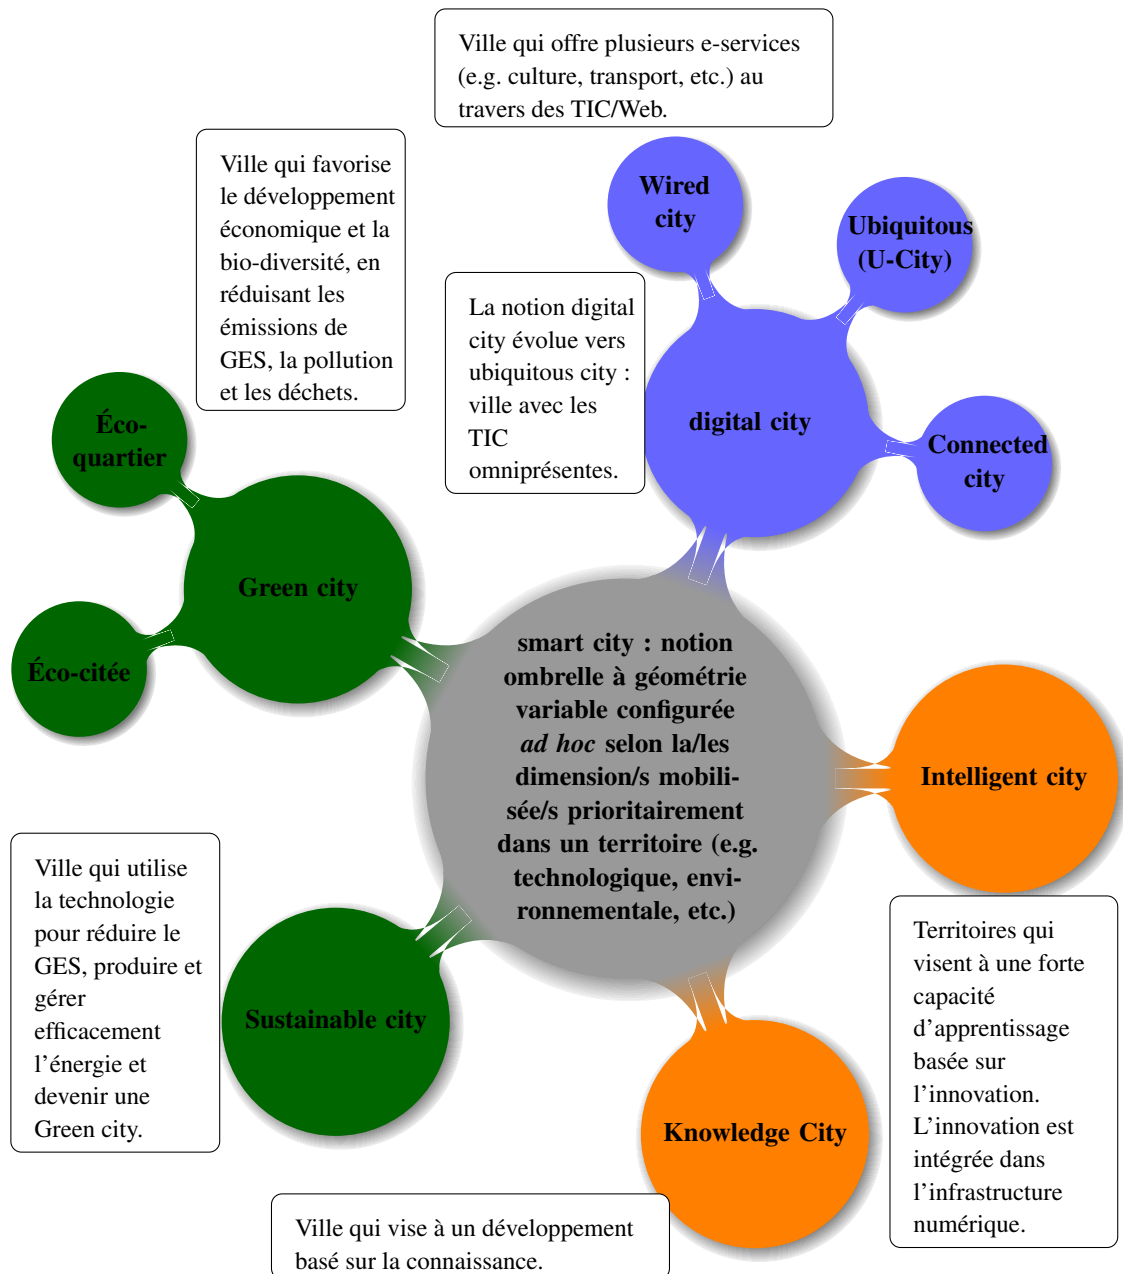 Ville qui offre plusieurs e-services
(e.g. culture, transport, etc.) au
travers des TIC/Web.
Ville qui favorise
le développement
économique et la
bio-diversité, en
réduisant les
émissions de
GES, la pollution
et les déchets.
Wired
city
Ubiquitous
(U-City)
La notion digital
city évolue vers
ubiquitous city :
ville avec les
TIC
omniprésentes.
digital city
Connected
city
Éco-
quartier
Green city
Éco-citée
smart city : notion
ombrelle à géométrie
variable configurée
ad hoc selon la/les
dimension/s mobili-
sée/s prioritairement
dans un territoire (e.g.
technologique, envi-
ronnementale, etc.)
Intelligent city
Ville qui utilise
la technologie
pour réduire le
GES, produire et
gérer
efficacement
l’énergie et
devenir une
Green city.
Sustainable city
Territoires qui
visent à une forte
capacité
d’apprentissage
basée sur
l’innovation.
L’innovation est
intégrée dans
l’infrastructure
numérique.
Knowledge City
Ville qui vise à un développement
basé sur la connaissance.